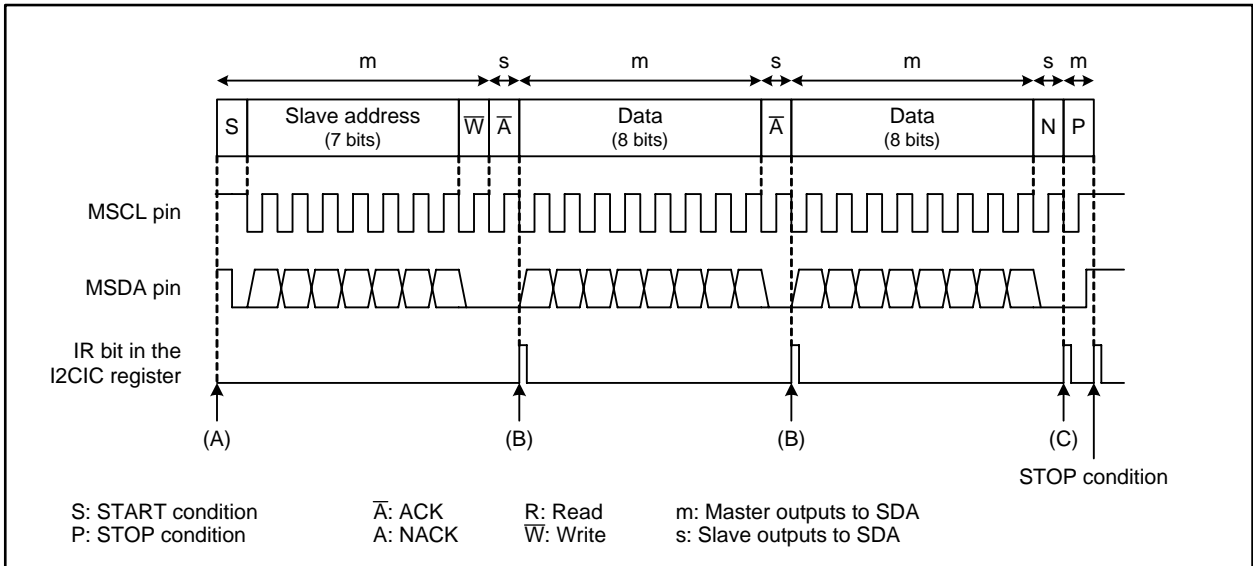 m s m s m s m
S Slave address (7 bits) W̅ A̅ Data (8 bits) A̅ Data (8 bits) N P
MSCL pin
MSDA pin
IR bit in the
I2CIC register
(A) (B) (B) (C)
STOP condition
S: START condition A̅: ACK R: Read m: Master outputs to SDA
P: STOP condition A: NACK W̅: Write s: Slave outputs to SDA